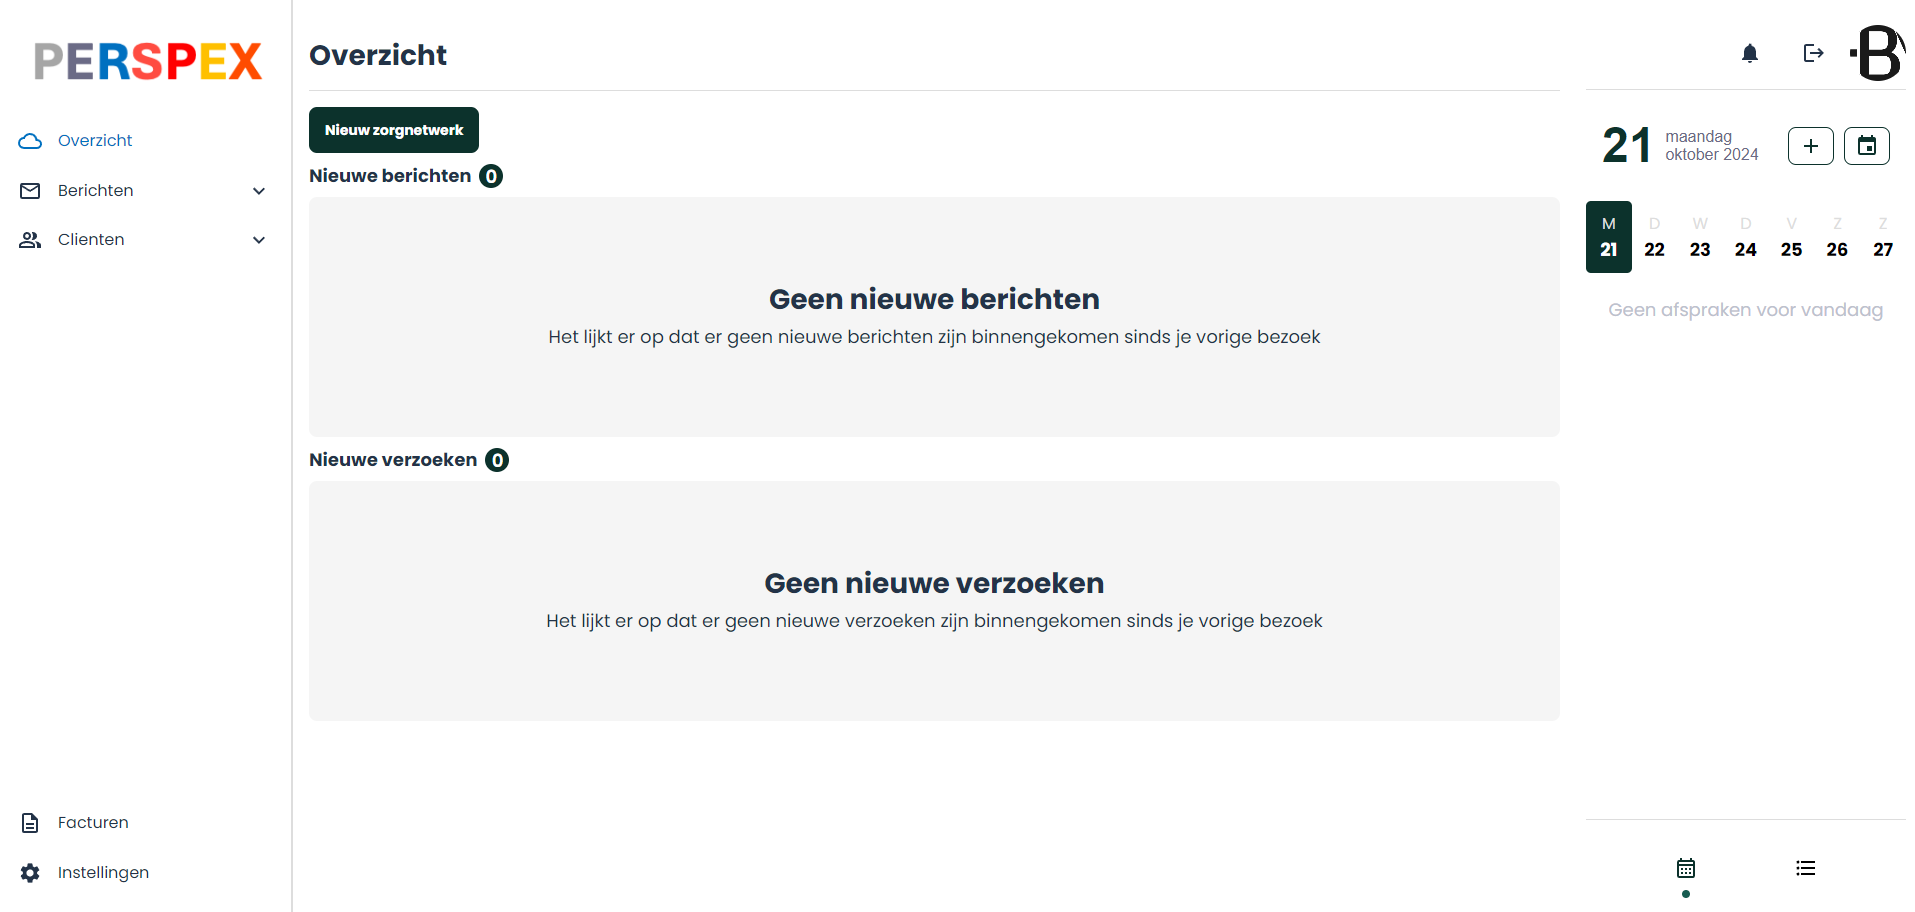 PERSPEX
Overzicht
Berichten
Clienten
Facturen
Instellingen
Overzicht
Nieuw zorgnetwerk
Nieuwe berichten 0
Geen nieuwe berichten
Het lijkt er op dat er geen nieuwe berichten zijn binnengekomen sinds je vorige bezoek
Nieuwe verzoeken 0
Geen nieuwe verzoeken
Het lijkt er op dat er geen nieuwe verzoeken zijn binnengekomen sinds je vorige bezoek
B
21 maandag
oktober 2024
M D W D V Z Z
21 22 23 24 25 26 27
Geen afspraken voor vandaag